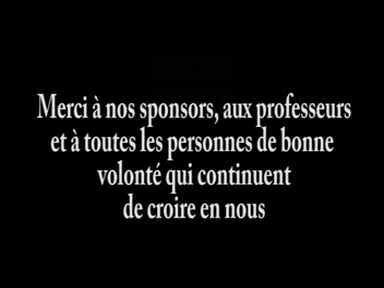 Merci à nos sponsors, aux professeurs
et à toutes les personnes de bonne
volonté qui continuent
de croire en nous